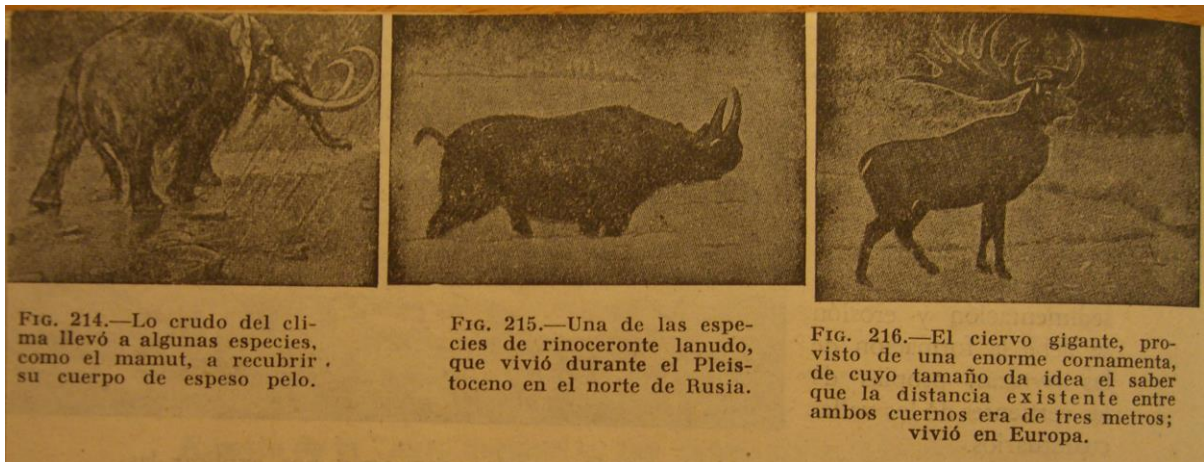 FIG. 214.—Lo crudo del cli-
ma llevó a algunas especies,
como el mamut, a recubrir
su cuerpo de espeso pelo.
FIG. 215.—Una de las espe-
cies de rinoceronte lanudo,
que vivió durante el Pleis-
toceno en el norte de Rusia.
FIG. 216.—El ciervo gigante, pro-
visto de una enorme cornamenta,
de cuyo tamaño da idea el saber
que la distancia existente entre
ambos cuernos era de tres metros;
vivió en Europa.